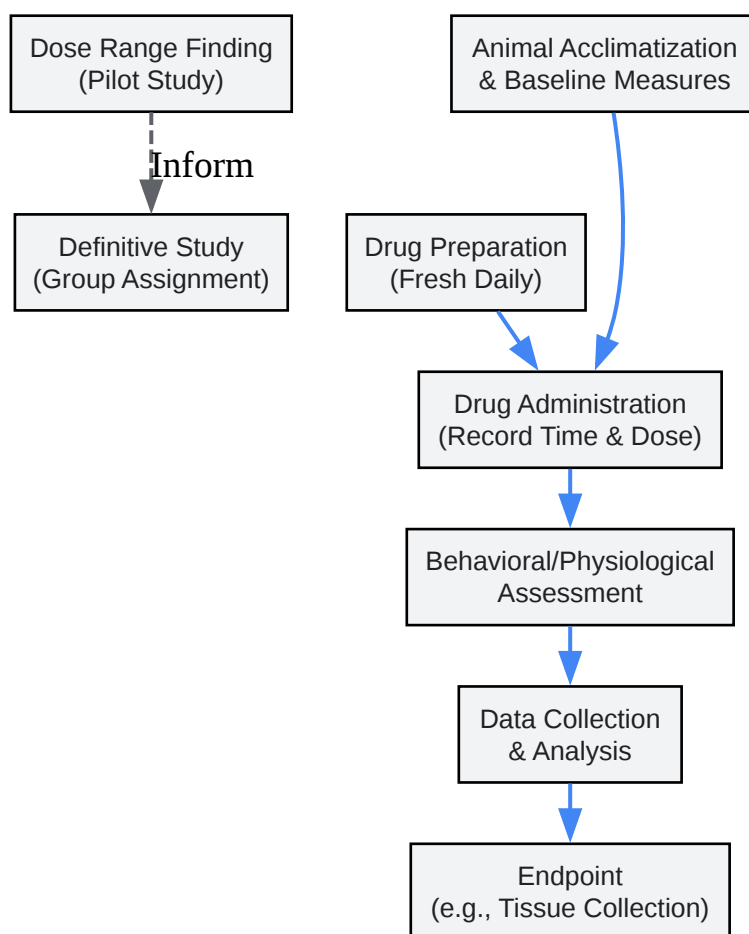 Dose Range Finding
(Pilot Study)
Animal Acclimatization
& Baseline Measures
Inform
Definitive Study
(Group Assignment)
Drug Preparation
(Fresh Daily)
Drug Administration
(Record Time & Dose)
Behavioral/Physiological
Assessment
Data Collection
& Analysis
Endpoint
(e.g., Tissue Collection)